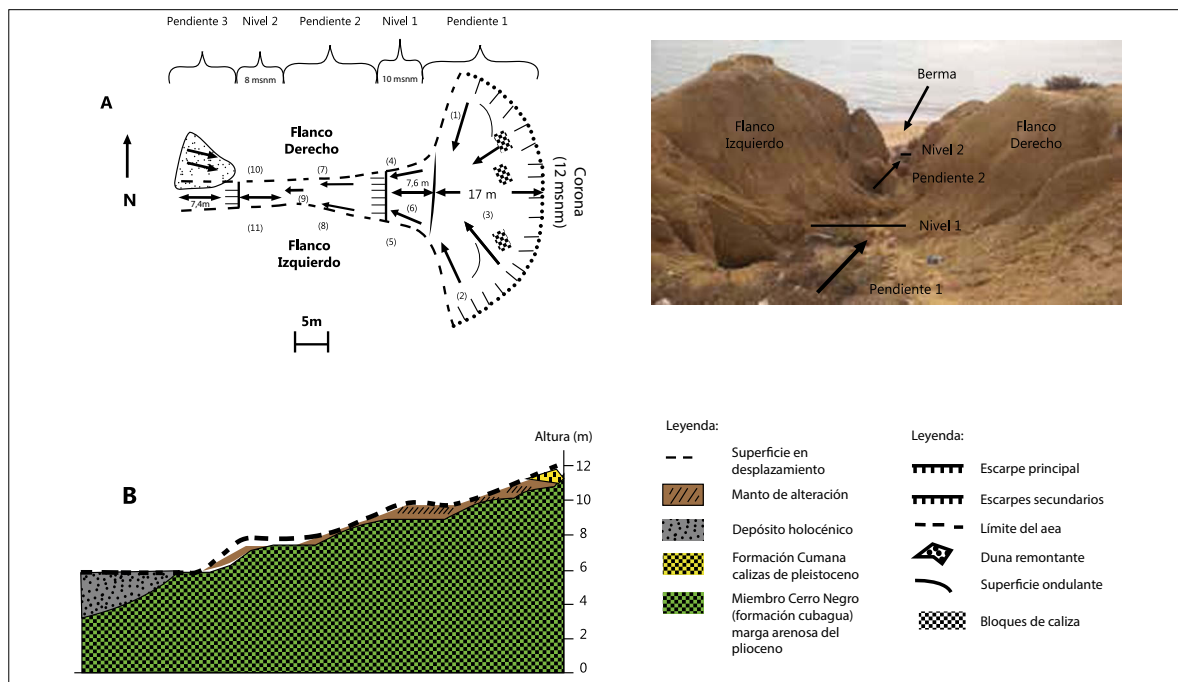 Pendiente 3
Nivel 2
Pendiente 2
Nivel 1
Pendiente 1
8 msnm
10 msnm
A
N
Flanco
Derecho
Flanco
Izquierdo
(1)
(2)
(3)
(4)
(5)
(6)
(7)
(8)
(9)
(10)
(11)
7,4m
7,6 m
17 m
Corona
(12 msnm)
5m
Berma
Flanco
Izquierdo
Flanco
Derecho
Nivel 2
Pendiente 2
Nivel 1
Pendiente 1
B
Altura (m)
12
10
8
6
4
2
0
Leyenda:
Superficie en
desplazamiento
Manto de alteración
Depósito holocénico
Formación Cumana
calizas de pleistoceno
Miembro Cerro Negro
(formación cubagua)
marga arenosa del
plioceno
Leyenda:
Escarpe principal
Escarpes secundarios
Límite del aea
Duna remontante
Superficie ondulante
Bloques de caliza